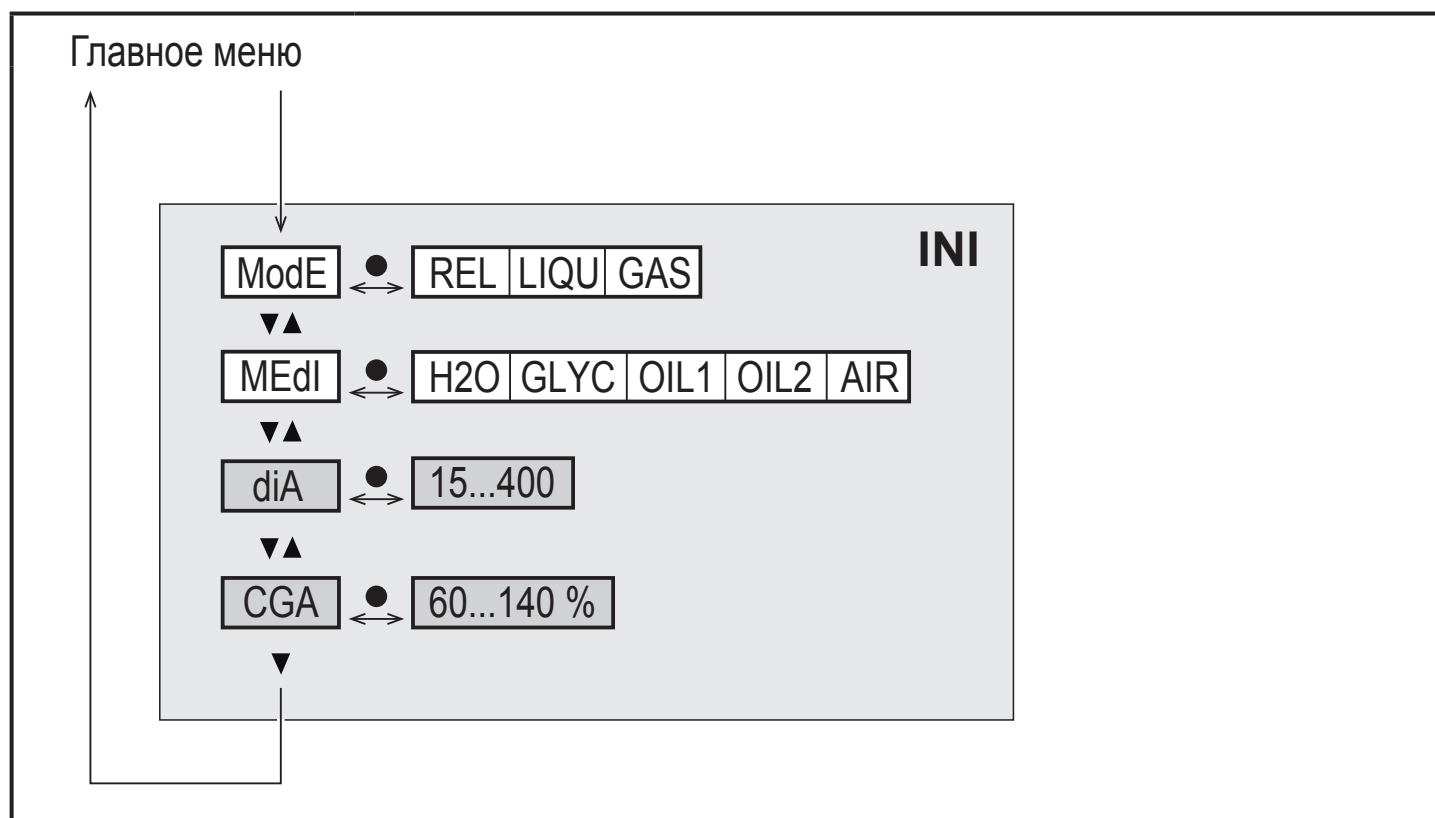 Главное меню
INI
ModE REL LIQU GAS
MEdI H2O GLYC OIL1 OIL2 AIR
diA 15...400
CGA 60...140 %